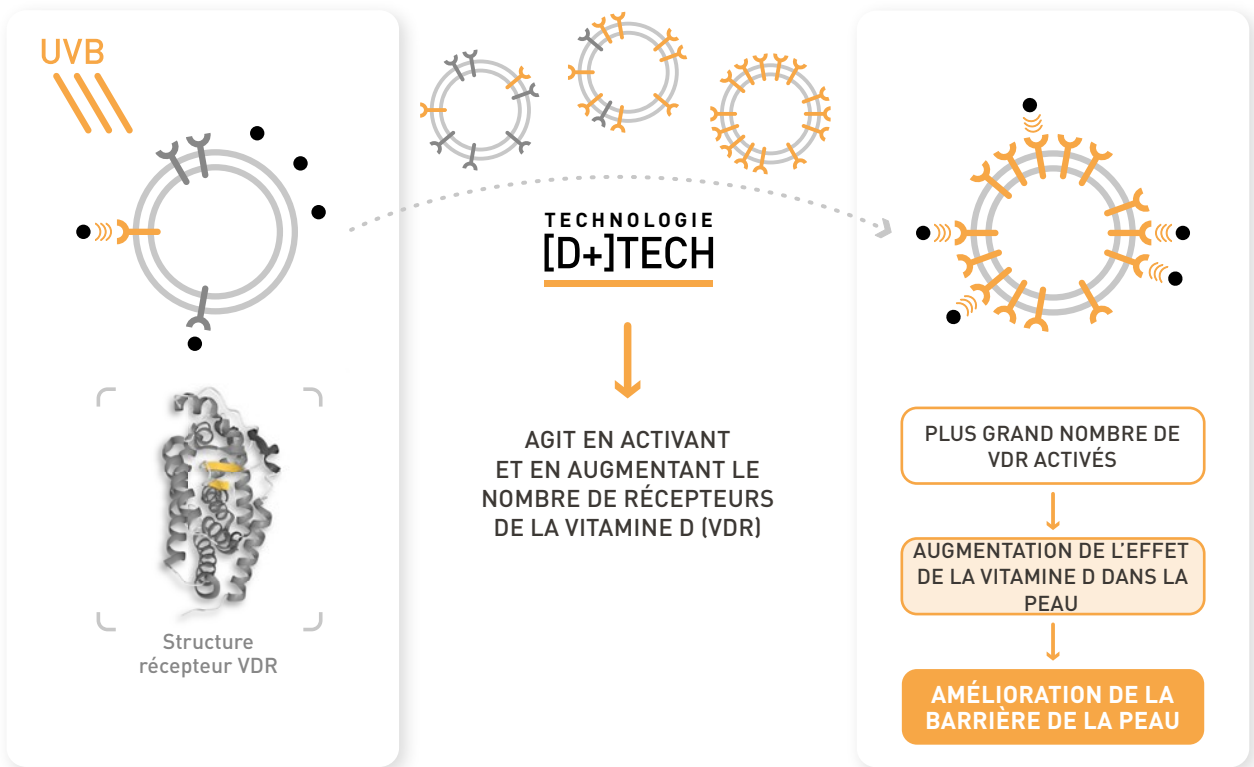 UVB
Structure
récepteur VDR
TECHNOLOGIE
[D+]TECH
AGIT EN ACTIVANT
ET EN AUGMENTANT LE
NOMBRE DE RÉCEPTEURS
DE LA VITAMINE D (VDR)
PLUS GRAND NOMBRE DE
VDR ACTIVÉS
AUGMENTATION DE L’EFFET
DE LA VITAMINE D DANS LA
PEAU
AMÉLIORATION DE LA
BARRIÈRE DE LA PEAU